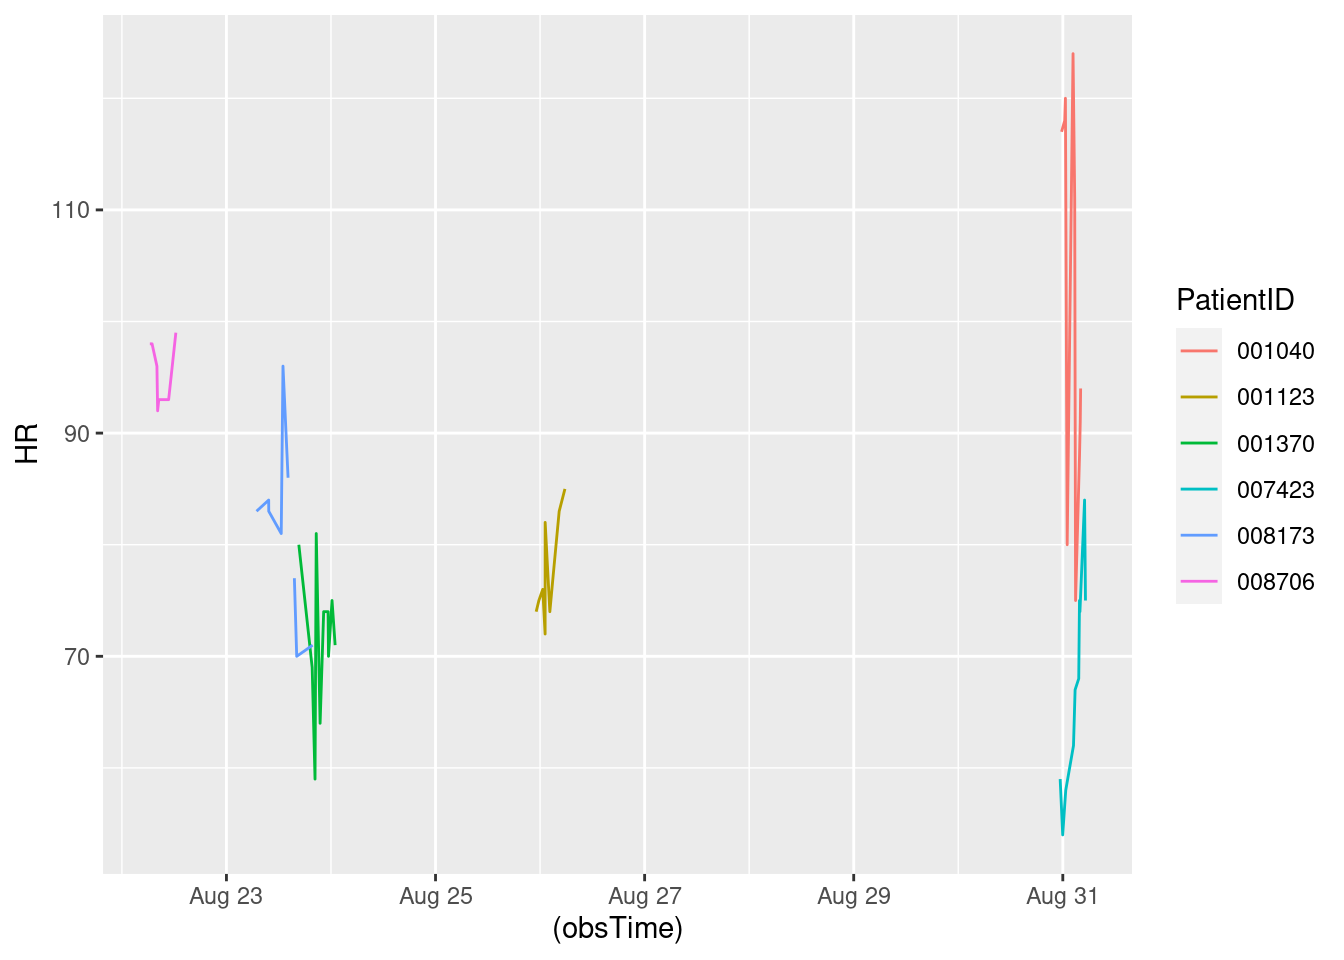 HR
110
90
70
Aug 23
Aug 25
Aug 27
Aug 29
Aug 31
(obsTime)
PatientID
001040
001123
001370
007423
008173
008706